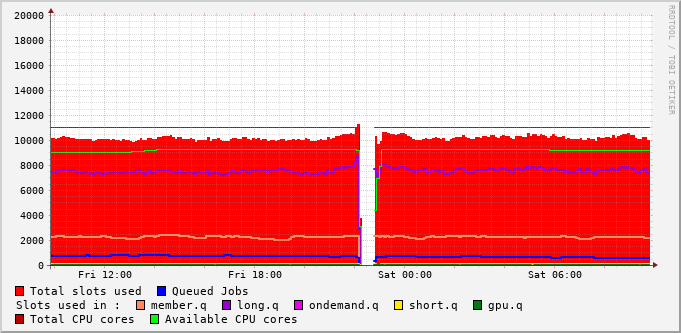 RRDTOOL / TOBI OETIKER
20000
18000
16000
14000
12000
10000
8000
6000
4000
2000
0
Fri 12:00 Fri 18:00 Sat 00:00 Sat 06:00
Total slots used Queued Jobs
Slots used in : member.q long.q ondemand.q short.q gpu.q
Total CPU cores Available CPU cores